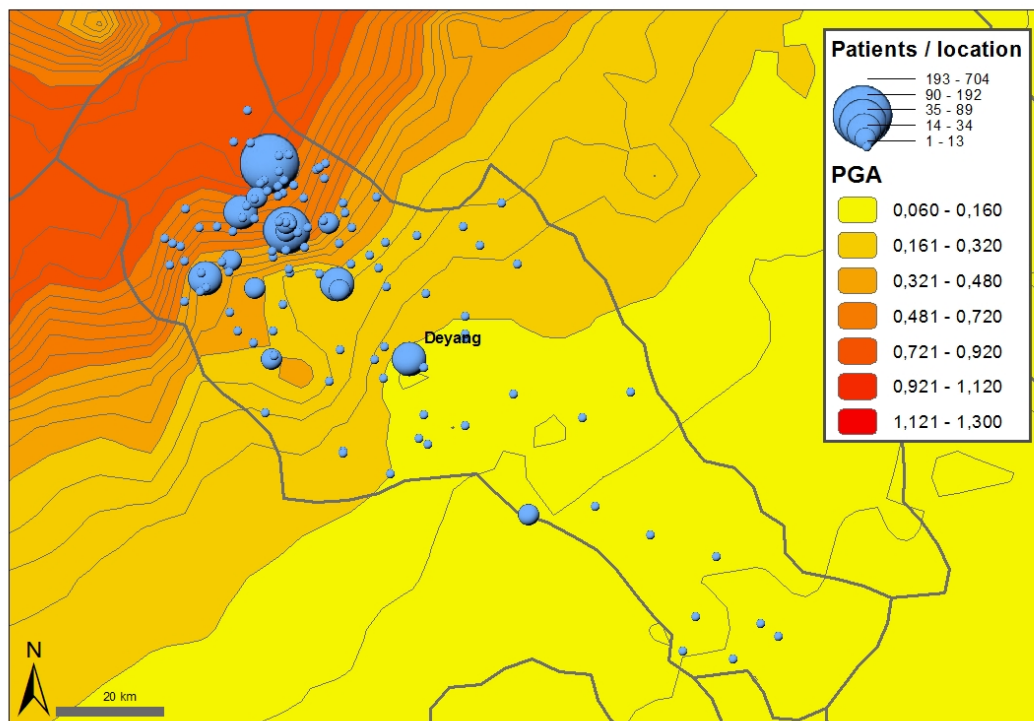 Patients / location
193 - 704
90 - 192
35 - 89
14 - 34
1 - 13
PGA
0,060 - 0,160
0,161 - 0,320
0,321 - 0,480
0,481 - 0,720
0,721 - 0,920
0,921 - 1,120
1,121 - 1,300
Deyang
N
20 km